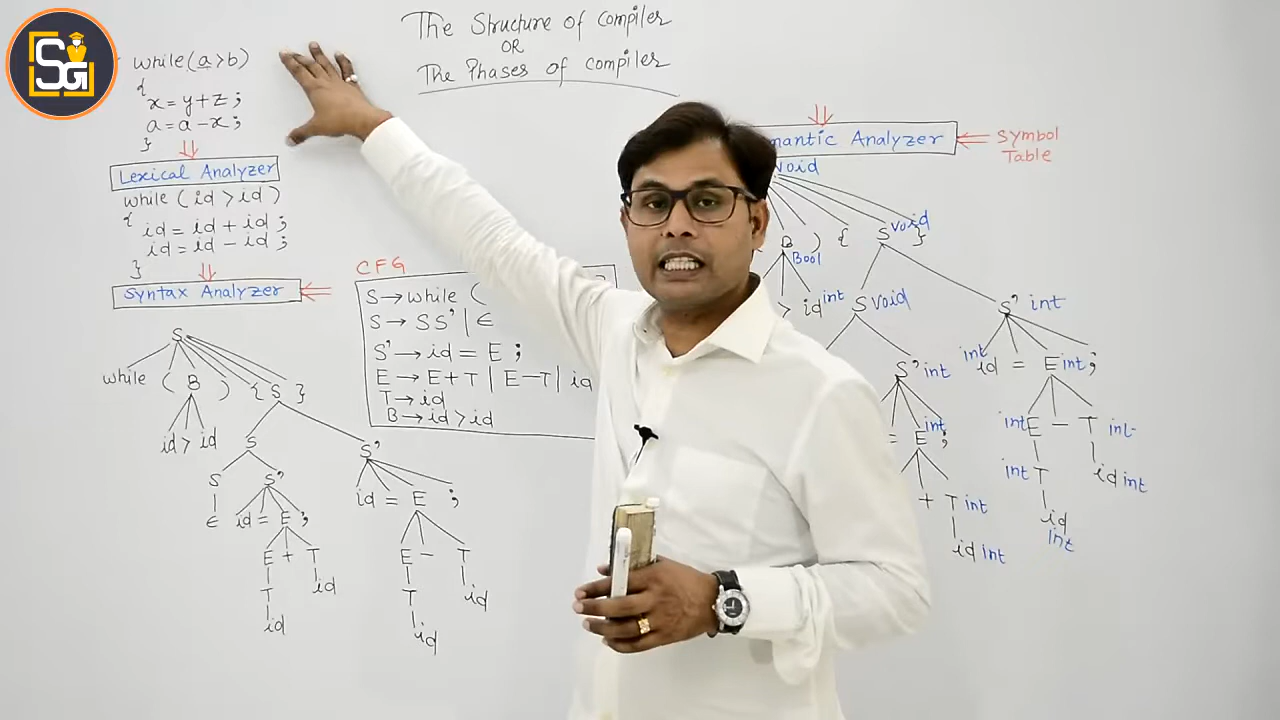 SG
The Structure of compiler
OR
The Phases of compiler
while(a>b)
{
x=y+z;
a=a-x;
}
Lexical Analyzer
while(id>id)
{
id=id+id;
id=id-id;
}
Syntax Analyzer
CFG
S→while (
S→SS'|ϵ
S'→id=E;
E→E+T|E-T|id
T→id
B→id>id
S
while ( B ) { S }
id > id
S S'
S S' id = E ;
ϵ id = E ; E - T
E + T T id
T id id
id
mantic Analyzer
Symbol
Table
void
) { S void }
Bool
> id int
S void S' int
S' int int id = E int ;
= E int ; int E - T int
+ T int int T id int
id int id
int